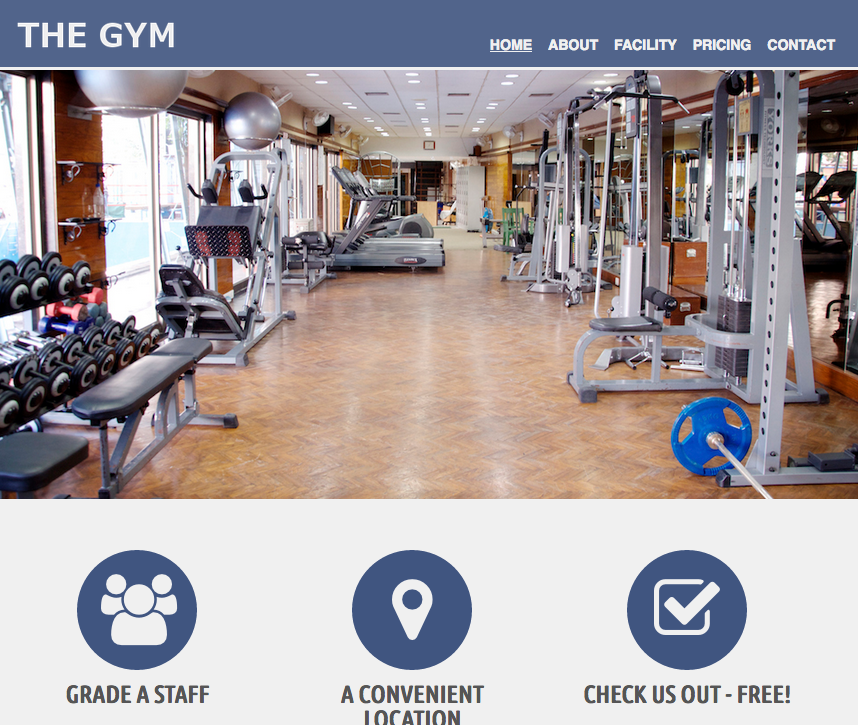 THE GYM
HOME ABOUT FACILITY PRICING CONTACT
GRADE A STAFF
A CONVENIENT
LOCATION
CHECK US OUT - FREE!